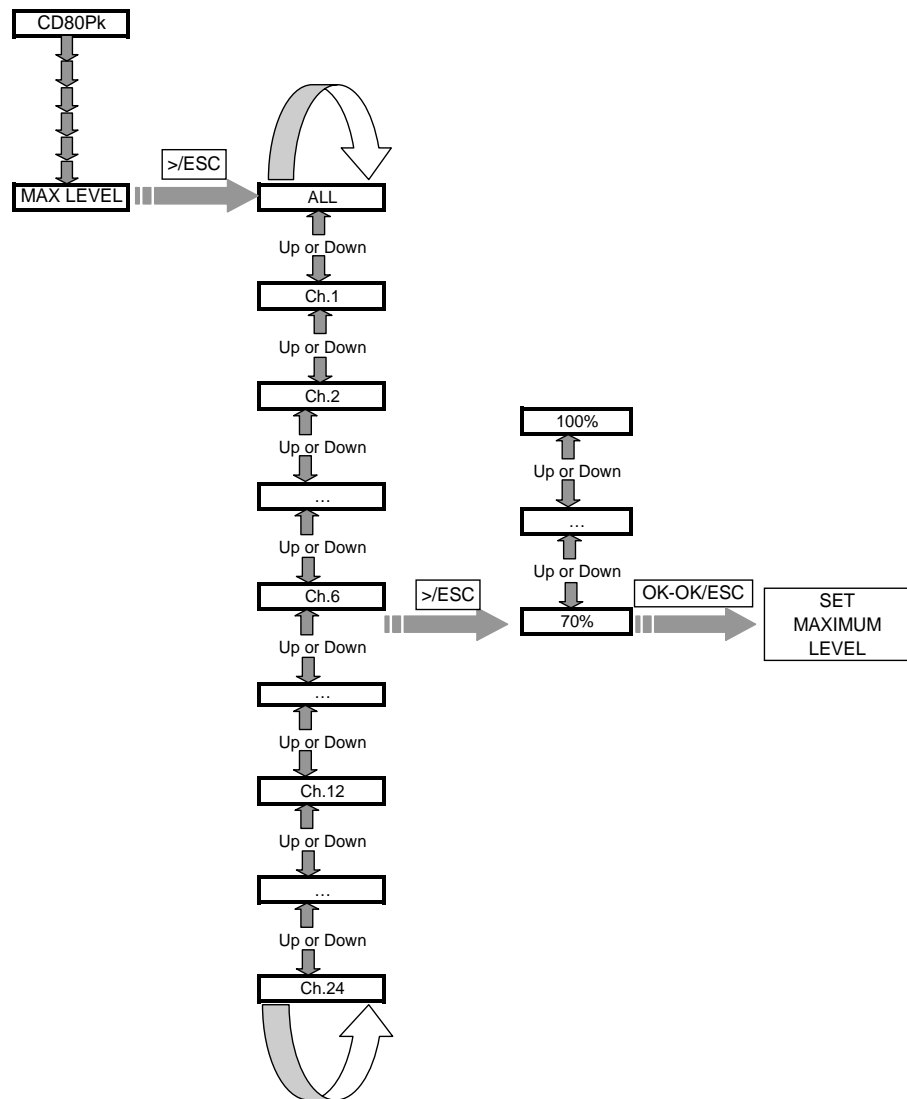 CD80Pk
>/ESC
MAX LEVEL
ALL
Up or Down
Ch.1
Up or Down
Ch.2
Up or Down
...
Up or Down
Ch.6
Up or Down
...
Up or Down
Ch.12
Up or Down
...
Up or Down
Ch.24
>/ESC
100%
Up or Down
...
Up or Down
70%
OK-OK/ESC
SET
MAXIMUM
LEVEL